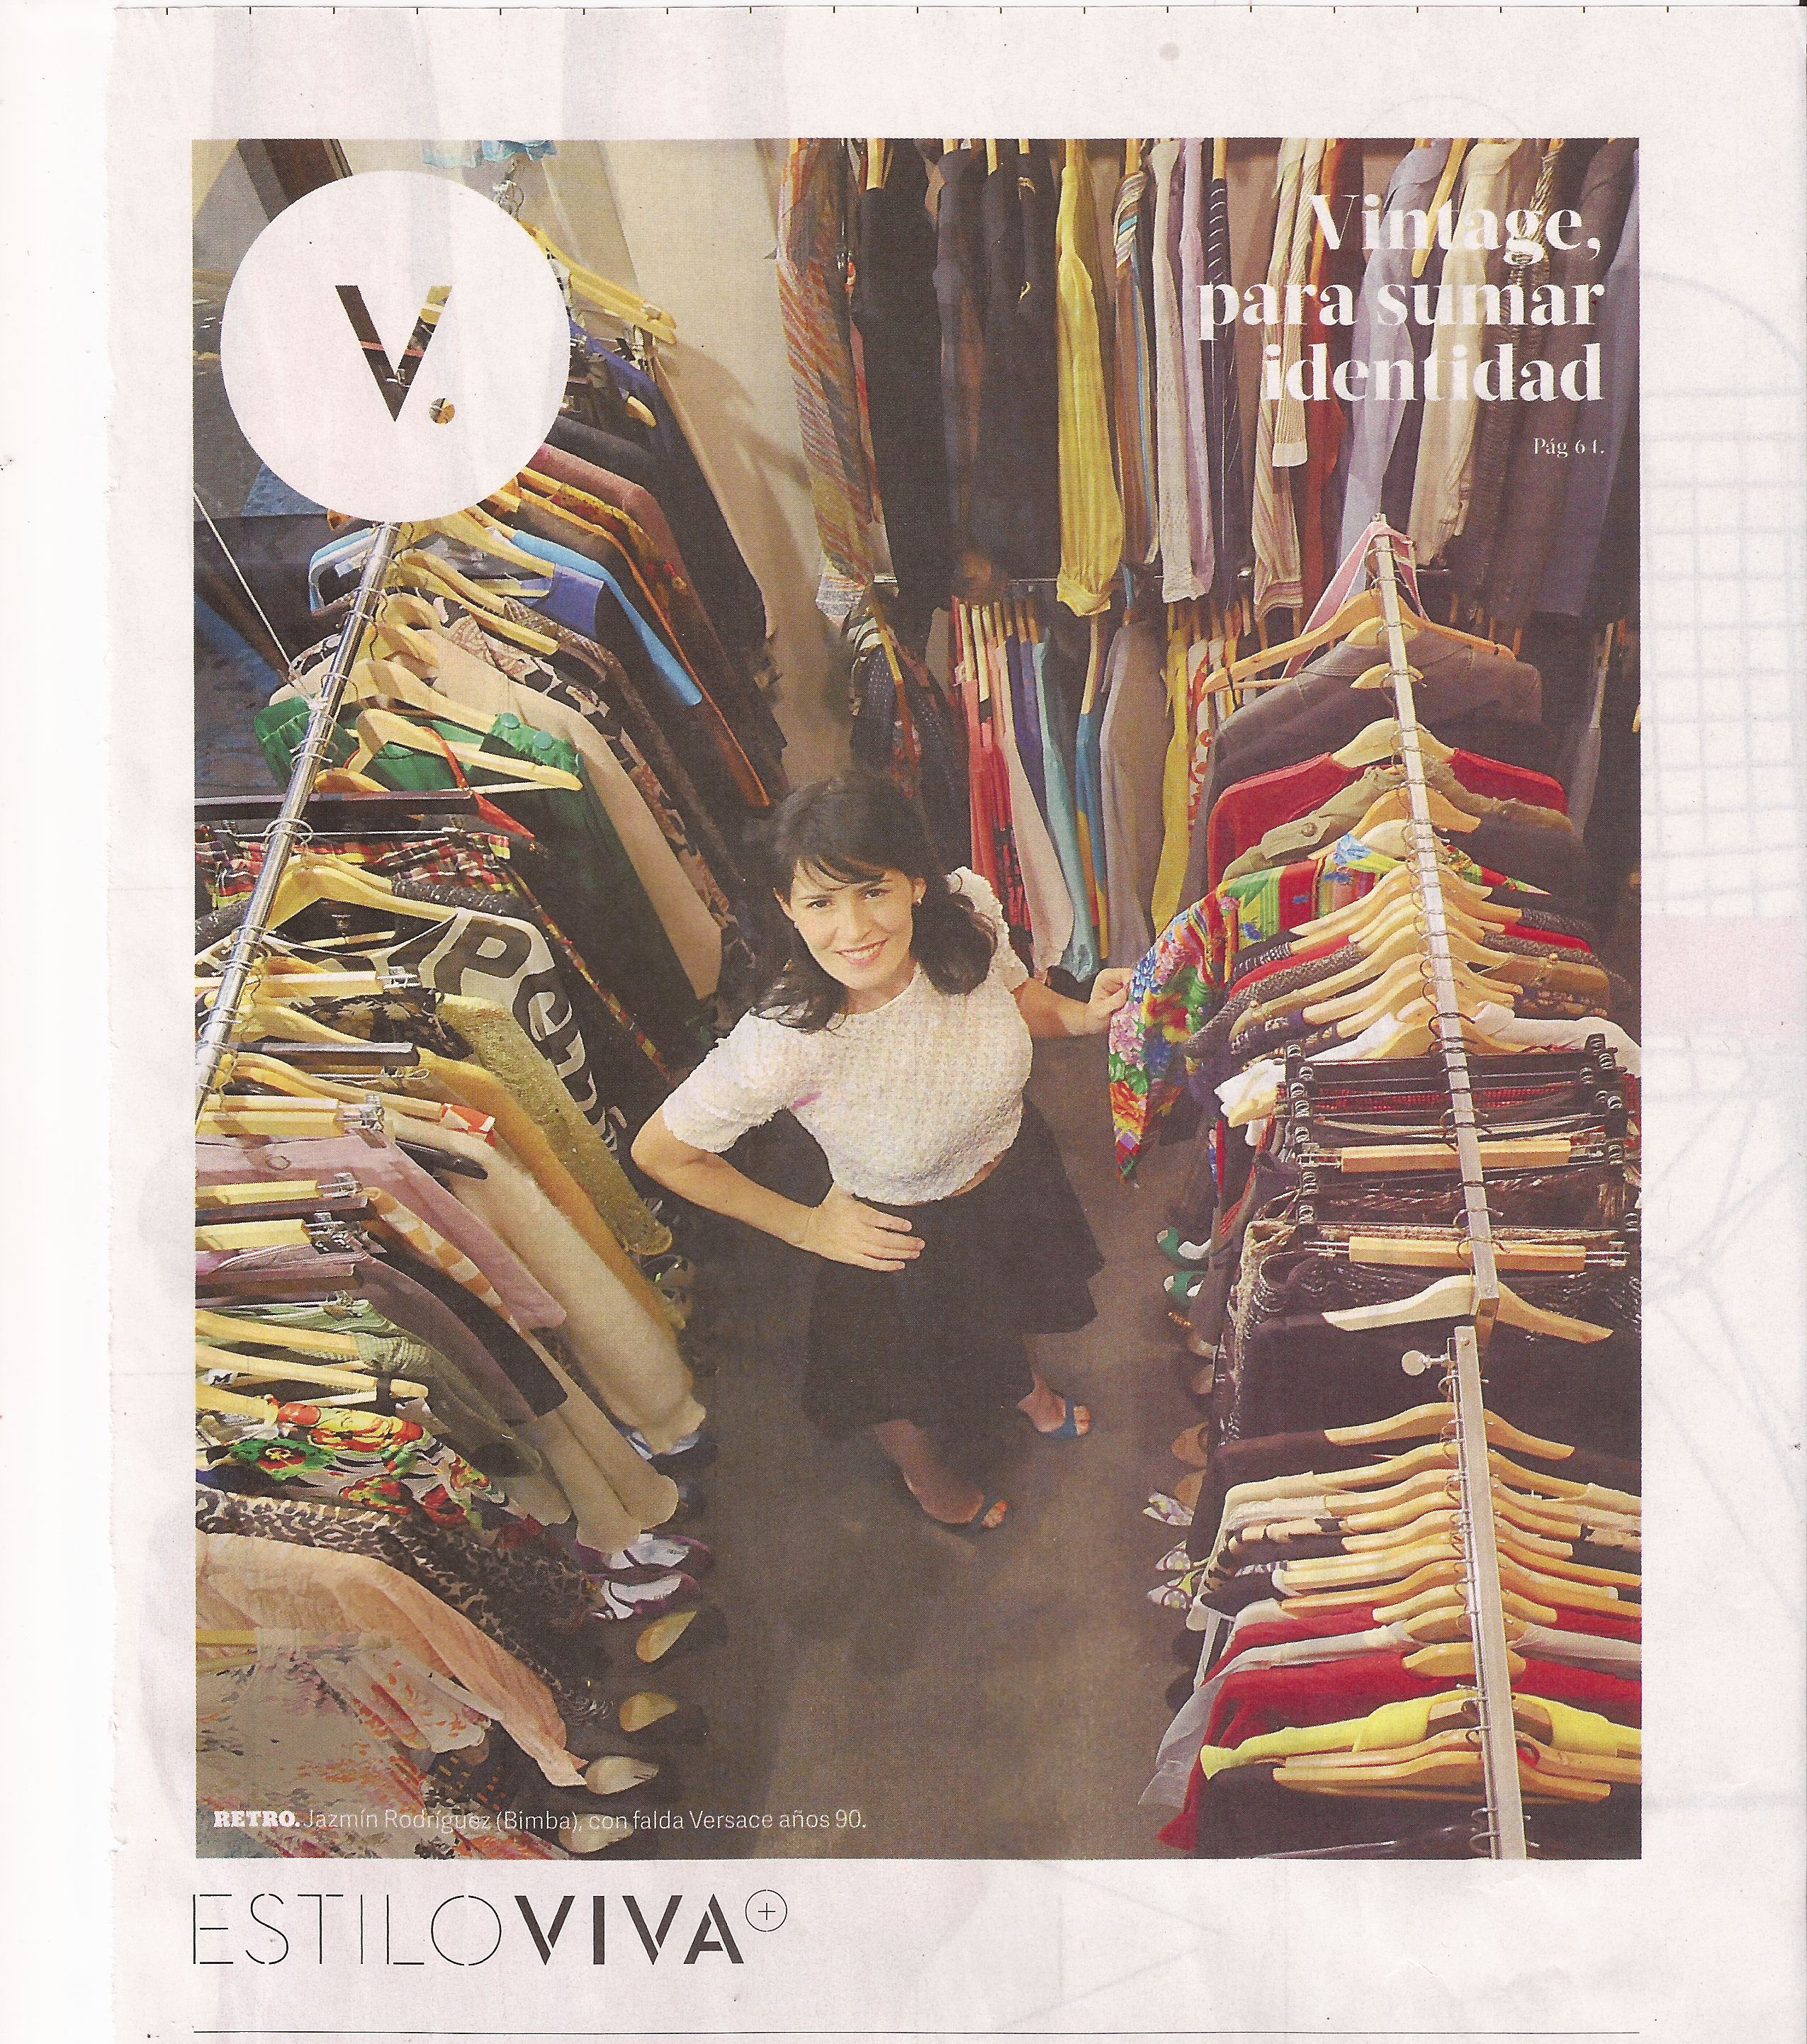 V.
Vintage,
para sumar
identidad
Pág 64.
RETRO. Jazmín Rodríguez (Bimba), con falda Versace años 90.
ESTILOVIVA+